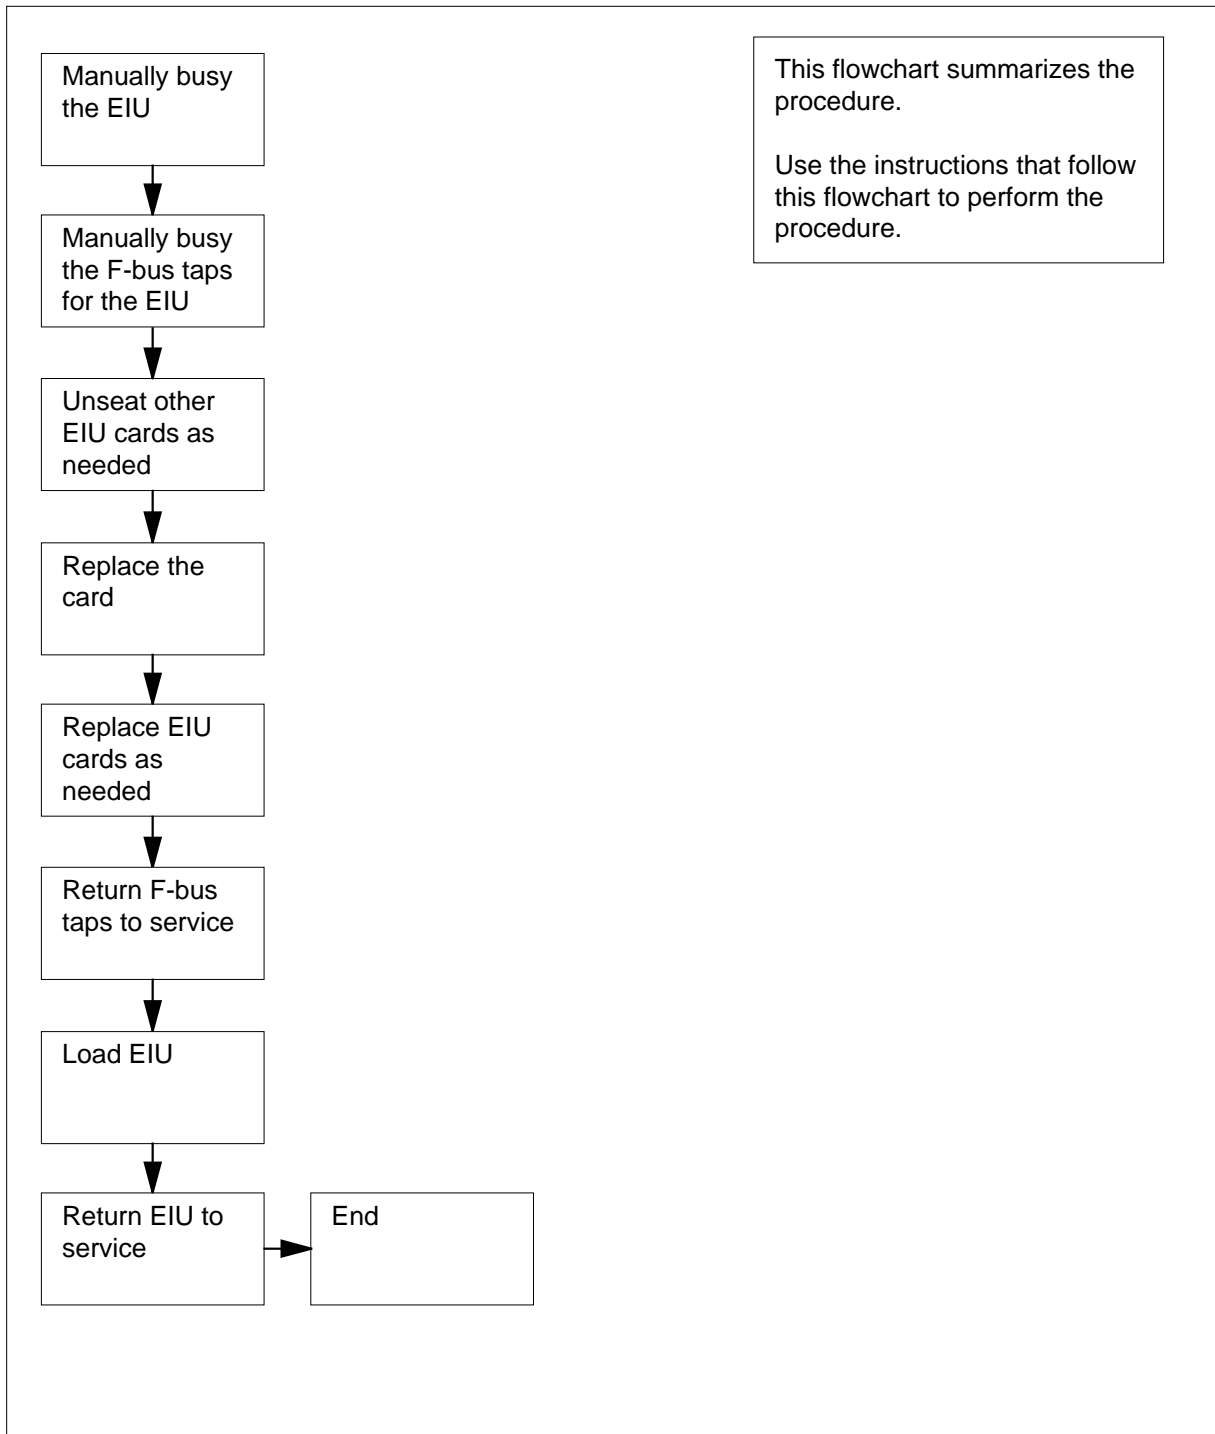 Manually busy
the EIU
This flowchart summarizes the
procedure.
Use the instructions that follow
this flowchart to perform the
procedure.
Manually busy
the F-bus taps
for the EIU
Unseat other
EIU cards as
needed
Replace the
card
Replace EIU
cards as
needed
Return F-bus
taps to service
Load EIU
Return EIU to
service
End